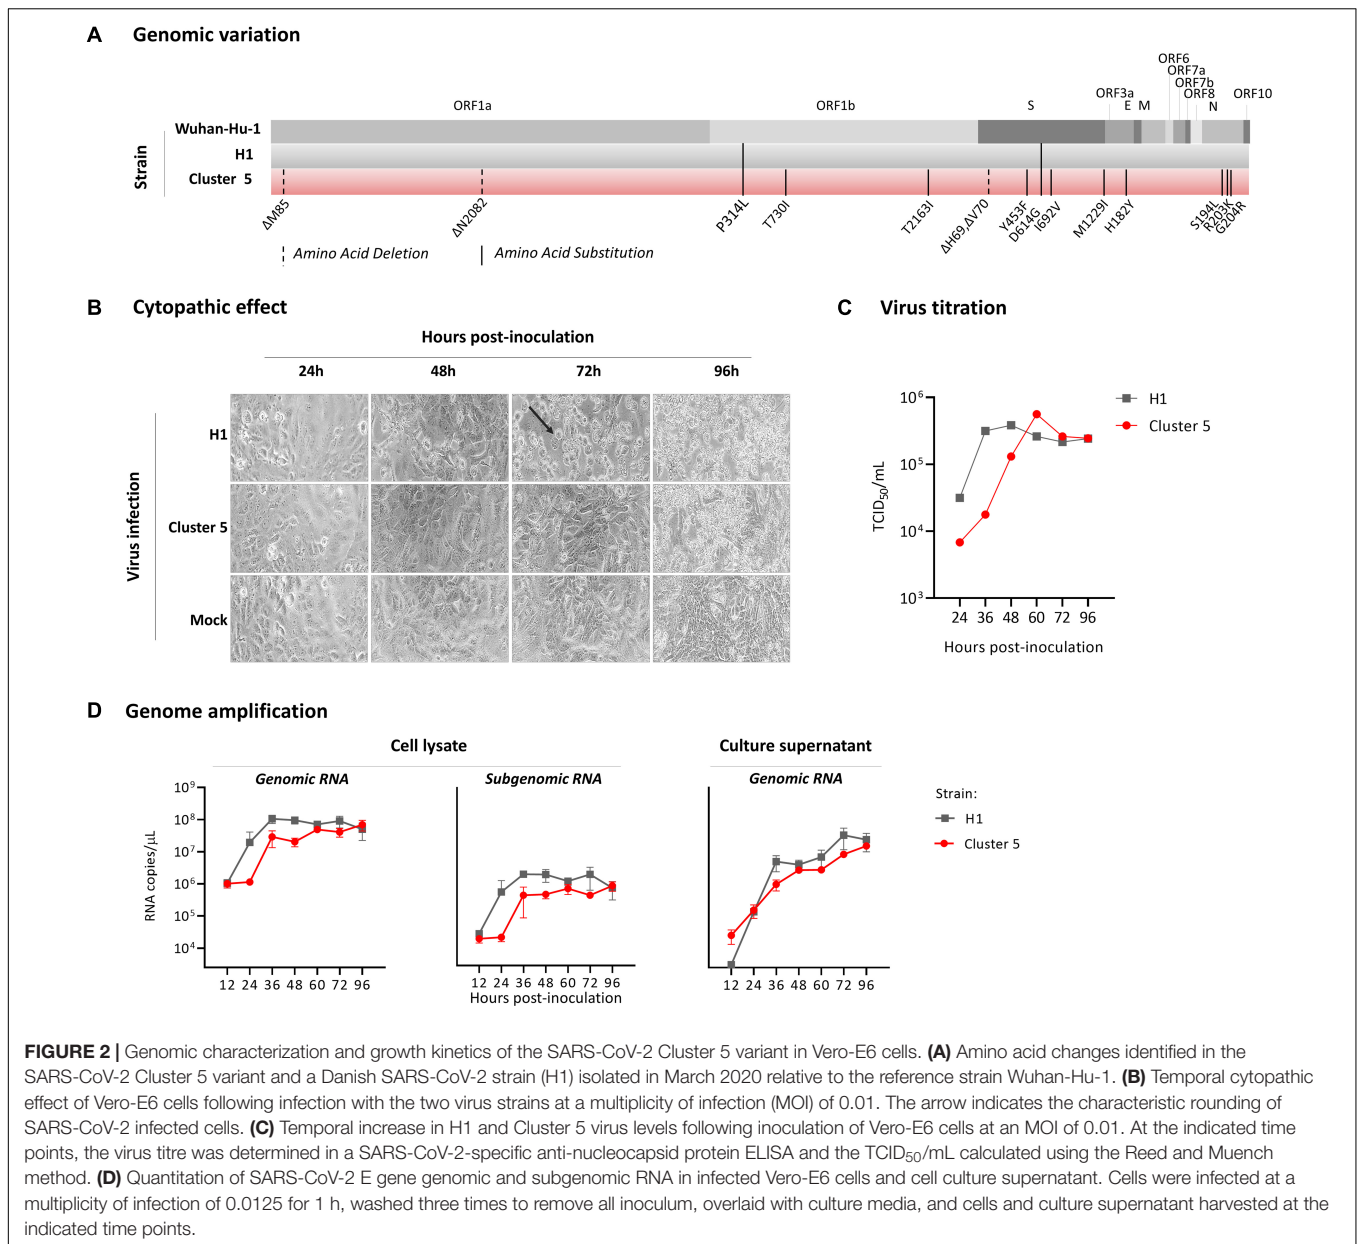 A Genomic variation
ORF6
ORF7a
ORF7b
ORF1a ORF1b S ORF3a E M ORF8 N ORF10
Strain
Wuhan-Hu-1
H1
Cluster 5
ΔM85 ΔN2082 P314L T730I T2163I ΔH69,ΔV70 Y453F D614G I692V M1229I H182Y S194L R203K G204R
Amino Acid Deletion Amino Acid Substitution
B Cytopathic effect
Hours post-inoculation
24h 48h 72h 96h
Virus infection
H1
Cluster 5
Mock
C Virus titration
10⁶
10⁵
10⁴
10³
TCID₅₀/mL
24 36 48 60 72 96
Hours post-inoculation
H1
Cluster 5
D Genome amplification
Cell lysate Culture supernatant
Genomic RNA Subgenomic RNA Genomic RNA
10⁹
10⁸
10⁷
10⁶
10⁵
10⁴
RNA copies/μL
12 24 36 48 60 72 96 12 24 36 48 60 72 96 12 24 36 48 60 72 96
Hours post-inoculation
Strain:
H1
Cluster 5
FIGURE 2 | Genomic characterization and growth kinetics of the SARS-CoV-2 Cluster 5 variant in Vero-E6 cells. (A) Amino acid changes identified in the
SARS-CoV-2 Cluster 5 variant and a Danish SARS-CoV-2 strain (H1) isolated in March 2020 relative to the reference strain Wuhan-Hu-1. (B) Temporal cytopathic
effect of Vero-E6 cells following infection with the two virus strains at a multiplicity of infection (MOI) of 0.01. The arrow indicates the characteristic rounding of
SARS-CoV-2 infected cells. (C) Temporal increase in H1 and Cluster 5 virus levels following inoculation of Vero-E6 cells at an MOI of 0.01. At the indicated time
points, the virus titre was determined in a SARS-CoV-2-specific anti-nucleocapsid protein ELISA and the TCID₅₀/mL calculated using the Reed and Muench
method. (D) Quantitation of SARS-CoV-2 E gene genomic and subgenomic RNA in infected Vero-E6 cells and cell culture supernatant. Cells were infected at a
multiplicity of infection of 0.0125 for 1 h, washed three times to remove all inoculum, overlaid with culture media, and cells and culture supernatant harvested at the
indicated time points.